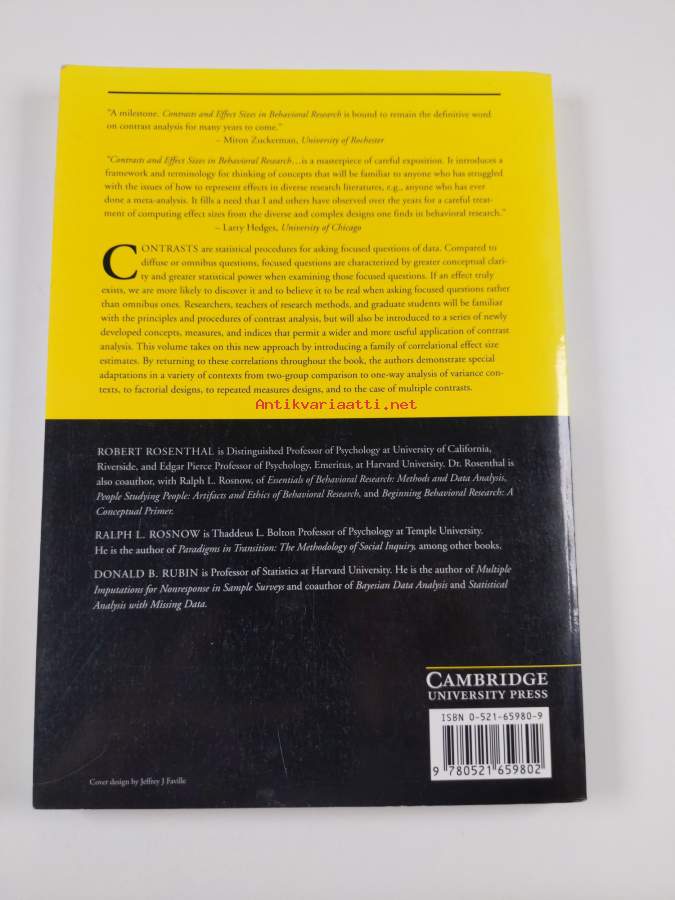 "A milestone. Contrasts and Effect Sizes in Behavioral Research is bound to remain the definitive word
on contrast analysis for many years to come."
– Miron Zuckerman, University of Rochester
"Contrasts and Effect Sizes in Behavioral Research…is a masterpiece of careful exposition. It introduces a
framework and terminology for thinking of concepts that will be familiar to anyone who has struggled
with the issues of how to represent effects in diverse research literatures, e.g., anyone who has ever
done a meta-analysis. It fills a need that I and others have observed over the years for a careful treat-
ment of computing effect sizes from the diverse and complex designs one finds in behavioral research."
– Larry Hedges, University of Chicago
CONTRASTS are statistical procedures for asking focused questions of data. Compared to
diffuse or omnibus questions, focused questions are characterized by greater conceptual clari-
ty and greater statistical power when examining those focused questions. If an effect truly
exists, we are more likely to discover it and to believe it to be real when asking focused questions rather
than omnibus ones. Researchers, teachers of research methods, and graduate students will be familiar
with the principles and procedures of contrast analysis, but will also be introduced to a series of newly
developed concepts, measures, and indices that permit a wider and more useful application of contrast
analysis. This volume takes on this new approach by introducing a family of correlational effect size
estimates. By returning to these correlations throughout the book, the authors demonstrate special
adaptations in a variety of contexts from two-group comparison to one-way analysis of variance con-
texts, to factorial designs, to repeated measures designs, and to the case of multiple contrasts.
Antikvariaatti.net
ROBERT ROSENTHAL is Distinguished Professor of Psychology at University of California,
Riverside, and Edgar Pierce Professor of Psychology, Emeritus, at Harvard University. Dr. Rosenthal is
also coauthor, with Ralph L. Rosnow, of Essentials of Behavioral Research: Methods and Data Analysis,
People Studying People: Artifacts and Ethics of Behavioral Research, and Beginning Behavioral Research: A
Conceptual Primer.
RALPH L. ROSNOW is Thaddeus L. Bolton Professor of Psychology at Temple University.
He is the author of Paradigms in Transition: The Methodology of Social Inquiry, among other books.
DONALD B. RUBIN is Professor of Statistics at Harvard University. He is the author of Multiple
Imputations for Nonresponse in Sample Surveys and coauthor of Bayesian Data Analysis and Statistical
Analysis with Missing Data.
CAMBRIDGE
UNIVERSITY PRESS
ISBN 0-521-65980-9
9 780521 659802
Cover design by Jeffrey J Faville